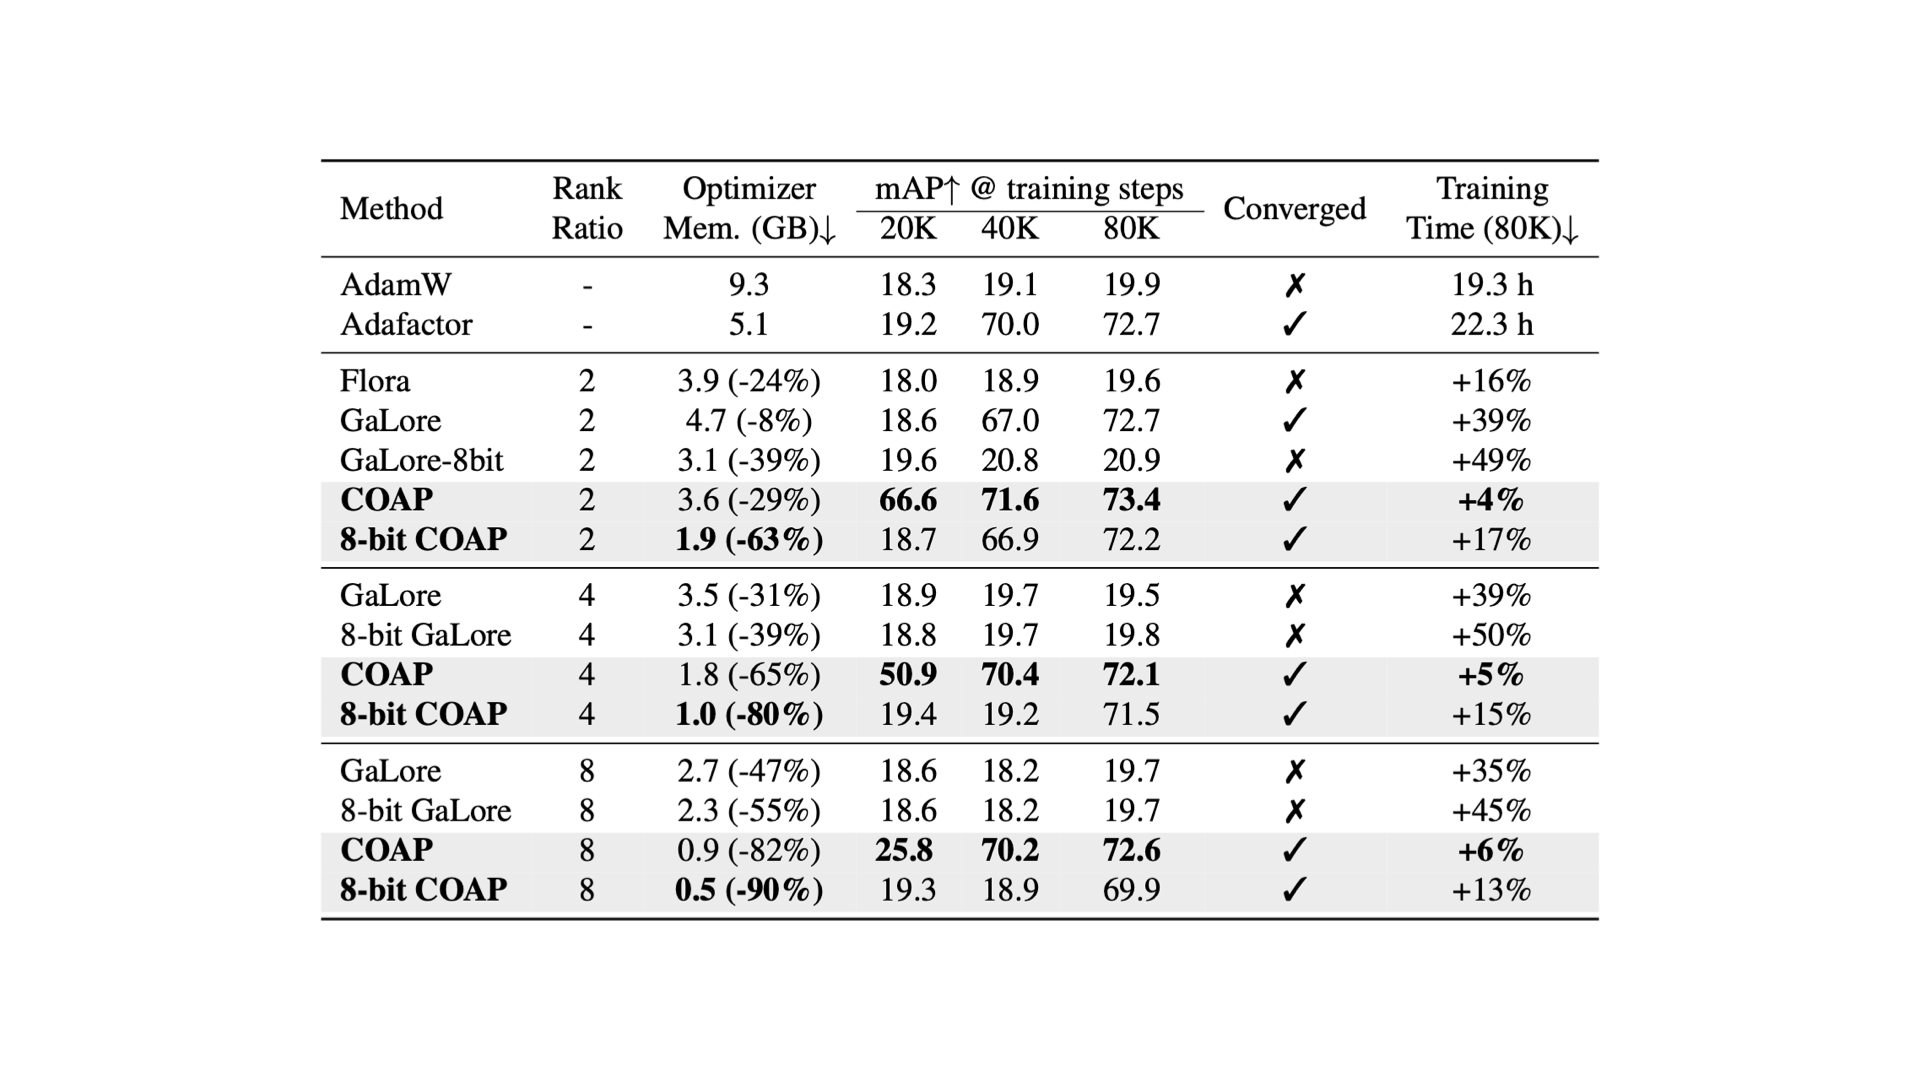 Method Rank Ratio Optimizer Mem. (GB)↓ mAP↑ @ training steps Converged Training Time (80K)↓
20K 40K 80K
AdamW - 9.3 18.3 19.1 19.9 ✗ 19.3 h
Adafactor - 5.1 19.2 70.0 72.7 ✓ 22.3 h
Flora 2 3.9 (-24%) 18.0 18.9 19.6 ✗ +16%
GaLore 2 4.7 (-8%) 18.6 67.0 72.7 ✓ +39%
GaLore-8bit 2 3.1 (-39%) 19.6 20.8 20.9 ✗ +49%
COAP 2 3.6 (-29%) 66.6 71.6 73.4 ✓ +4%
8-bit COAP 2 1.9 (-63%) 18.7 66.9 72.2 ✓ +17%
GaLore 4 3.5 (-31%) 18.9 19.7 19.5 ✗ +39%
8-bit GaLore 4 3.1 (-39%) 18.8 19.7 19.8 ✗ +50%
COAP 4 1.8 (-65%) 50.9 70.4 72.1 ✓ +5%
8-bit COAP 4 1.0 (-80%) 19.4 19.2 71.5 ✓ +15%
GaLore 8 2.7 (-47%) 18.6 18.2 19.7 ✗ +35%
8-bit GaLore 8 2.3 (-55%) 18.6 18.2 19.7 ✗ +45%
COAP 8 0.9 (-82%) 25.8 70.2 72.6 ✓ +6%
8-bit COAP 8 0.5 (-90%) 19.3 18.9 69.9 ✓ +13%